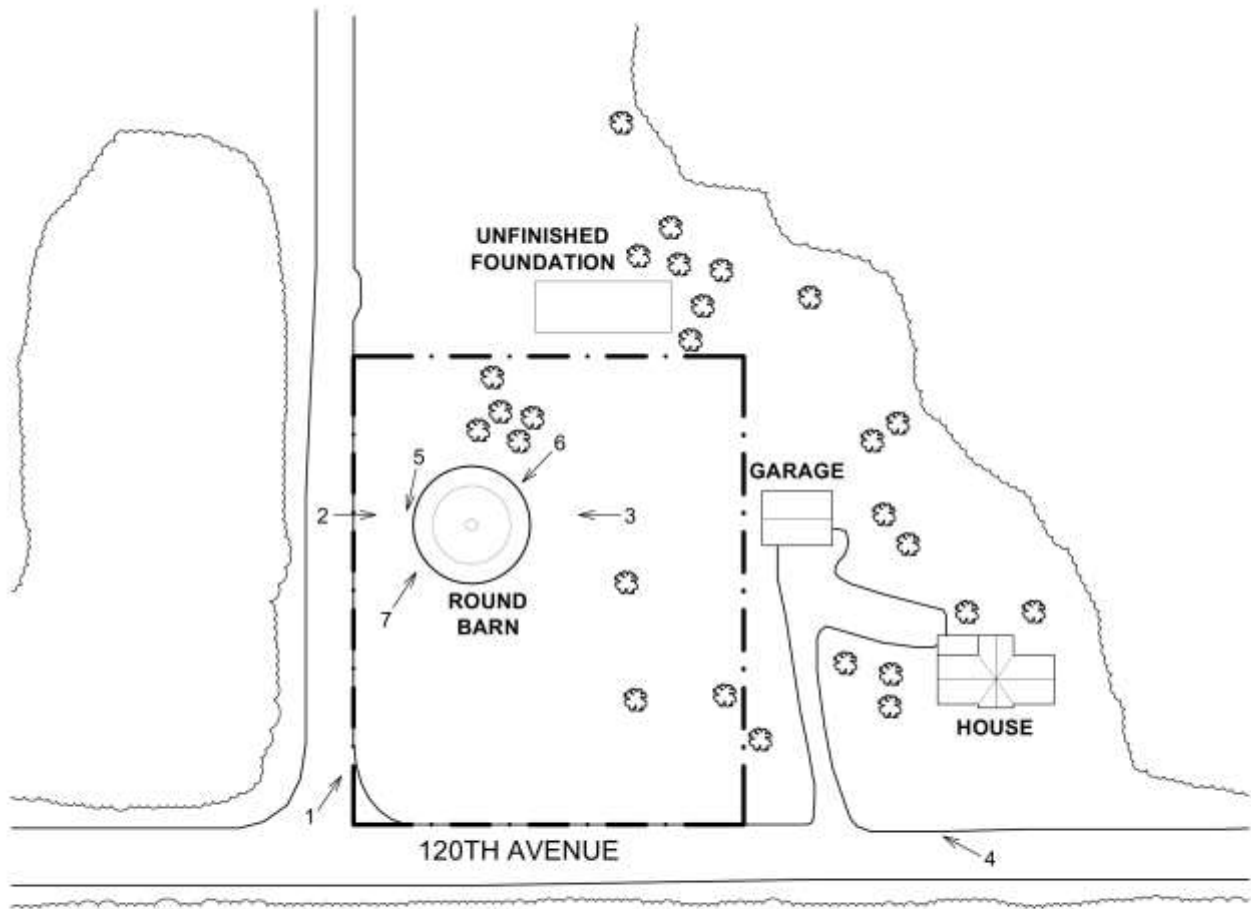 UNFINISHED
FOUNDATION
6
5
GARAGE
2
3
ROUND
BARN
7
HOUSE
1
120TH AVENUE
4